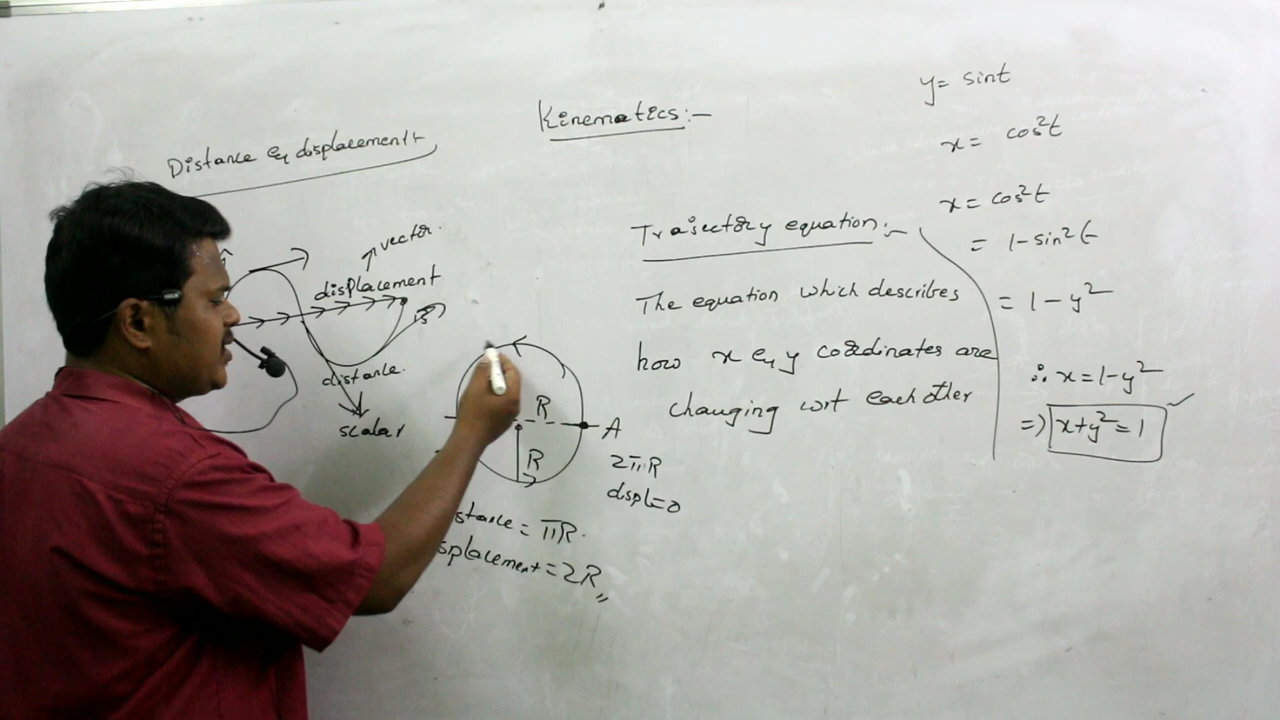 Kinematics:-
Distance & displacement:-
vector.
displacement
distance.
scalar
R
R
A
2πR
displ=0
stance = πR.
splacement = 2R
Trajectory equation:-
The equation which describes
how x & y coordinates are
changing wrt each other
y= sint
x= cos²t
x= cos²t
= 1-sin²t
= 1-y²
∴ x=1-y²
=> x+y²=1